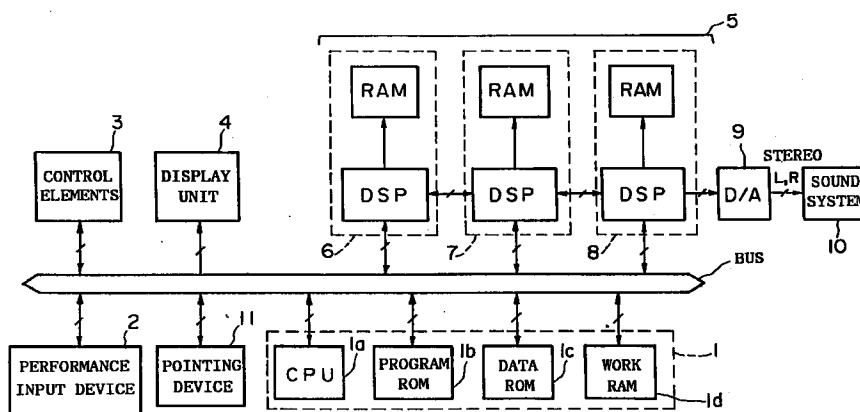 5
RAM
RAM
RAM
3
4
9
CONTROL
ELEMENTS
DISPLAY
UNIT
DSP
DSP
DSP
D/A
STEREO
L,R
SOUND
SYSTEM
6
7
8
10
BUS
2
11
1a
1b
1c
1
PERFORMANCE
INPUT DEVICE
POINTING
DEVICE
CPU
PROGRAM
ROM
DATA
ROM
WORK
RAM
1d